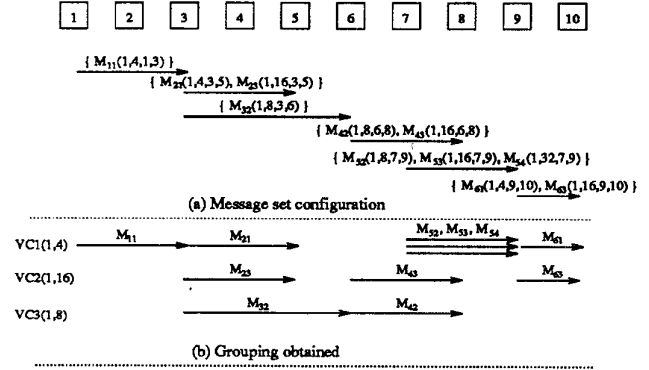 1 2 3 4 5 6 7 8 9 10
{ M11(1,4,1,3) }
{ M21(1,4,3,5), M23(1,16,3,5) }
{ M32(1,8,3,6) }
{ M42(1,8,6,8), M43(1,16,6,8) }
{ M52(1,8,7,9), M53(1,16,7,9), M54(1,32,7,9) }
{ M61(1,4,9,10), M63(1,16,9,10) }
(a) Message set configuration
M11 M21 M52, M53, M54 M61
VC1(1,4)
M23 M43 M63
VC2(1,16)
M32 M42
VC3(1,8)
(b) Grouping obtained